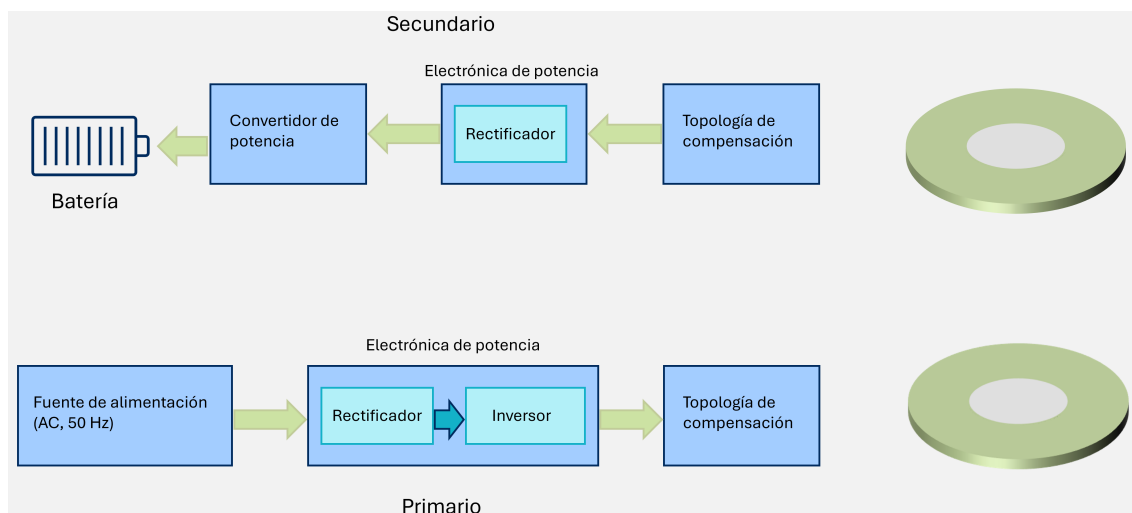 Secundario
Electrónica de potencia
Convertidor de
potencia
Rectificador
Topología de
compensación
Batería
Electrónica de potencia
Fuente de alimentación
(AC, 50 Hz)
Rectificador
Inversor
Topología de
compensación
Primario